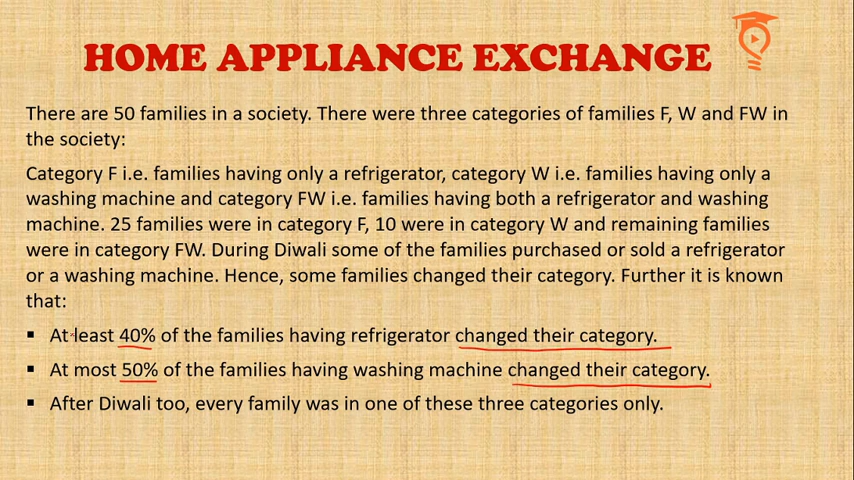 HOME APPLIANCE EXCHANGE
There are 50 families in a society. There were three categories of families F, W and FW in
the society:
Category F i.e. families having only a refrigerator, category W i.e. families having only a
washing machine and category FW i.e. families having both a refrigerator and washing
machine. 25 families were in category F, 10 were in category W and remaining families
were in category FW. During Diwali some of the families purchased or sold a refrigerator
or a washing machine. Hence, some families changed their category. Further it is known
that:
▪ At least 40% of the families having refrigerator changed their category.
▪ At most 50% of the families having washing machine changed their category.
▪ After Diwali too, every family was in one of these three categories only.